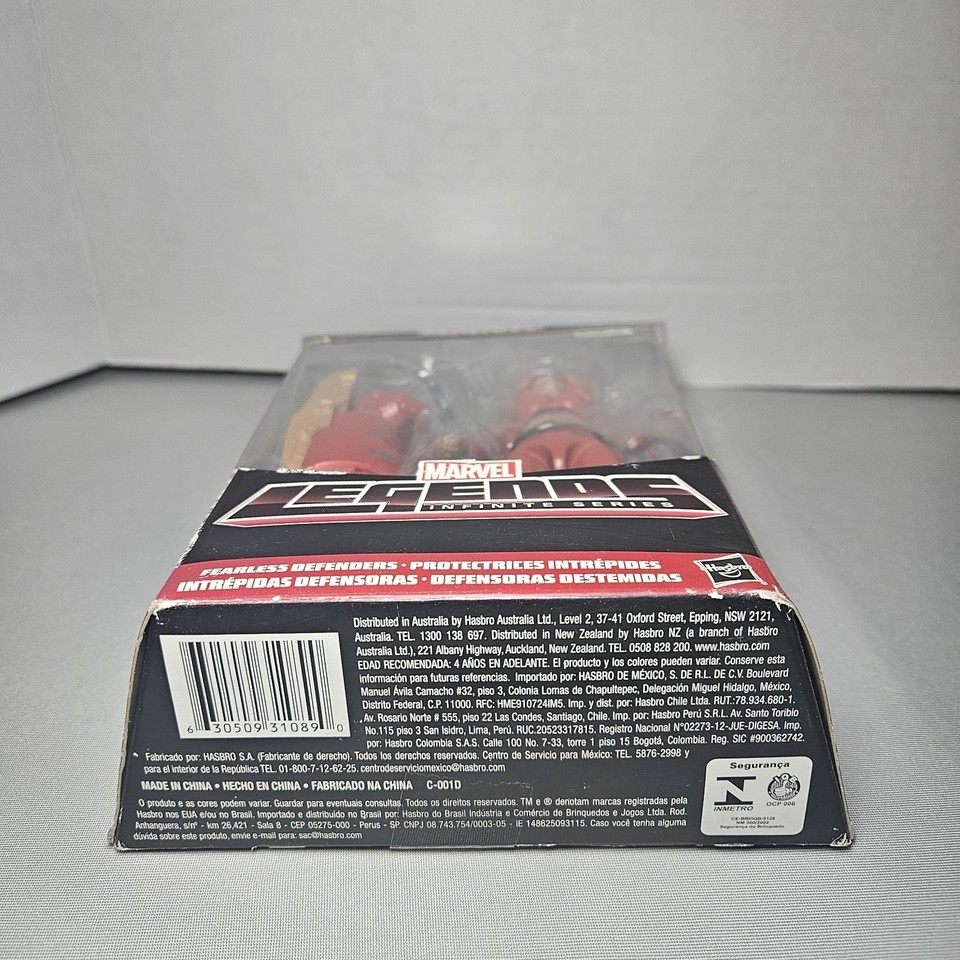 MARVEL
LEGENDS
INFINITE SERIES
FEARLESS DEFENDERS • PROTECTRICES INTRÉPIDES
INTRÉPIDAS DEFENSORAS • DEFENSORAS DESTEMIDAS
Hasbro
Distributed in Australia by Hasbro Australia Ltd., Level 2, 37-41 Oxford Street, Epping, NSW 2121,
Australia. TEL. 1300 138 697. Distributed in New Zealand by Hasbro NZ (a branch of Hasbro
Australia Ltd.), 221 Albany Highway, Auckland, New Zealand. TEL. 0508 828 200. www.hasbro.com
EDAD RECOMENDADA: 4 AÑOS EN ADELANTE. El producto y los colores pueden variar. Conserve esta
información para futuras referencias. Importado por: HASBRO DE MÉXICO, S. DE R.L. DE C.V. Boulevard
Manuel Ávila Camacho #32, piso 3, Colonia Lomas de Chapultepec, Delegación Miguel Hidalgo, México,
Distrito Federal, C.P. 11000. RFC: HME910724IM5. Imp. y dist. por: Hasbro Chile Ltda. RUT.:78.934.680-1.
Av. Rosario Norte # 555, piso 22 Las Condes, Santiago, Chile. Imp. por: Hasbro Perú S.R.L. Av. Santo Toribio
No.115 piso 3 San Isidro, Lima, Perú. RUC.20523317815. Registro Nacional N°02273-12-JUE-DIGESA. Imp.
por: Hasbro Colombia S.A.S. Calle 100 No. 7-33, torre 1 piso 15 Bogotá, Colombia. Reg. SIC #900362742.
6 30509 31089 0
Fabricado por: HASBRO S.A. (Fabricante de derecho). Todos los derechos reservados. Centro de Servicio para México: TEL. 5876-2998 y
para el interior de la República TEL. 01-800-7-12-62-25. centrodeserviciomexico@hasbro.com
MADE IN CHINA • HECHO EN CHINA • FABRICADO NA CHINA C-001D
O produto e as cores podem variar. Guardar para eventuais consultas. Todos os direitos reservados. TM e ® denotam marcas registradas pela
Hasbro nos EUA e/ou no Brasil. Importado e distribuído no Brasil por: Hasbro do Brasil Indústria e Comércio de Brinquedos e Jogos Ltda. Rod.
Anhanguera, s/nº - km 26,421 - Sala 8 - CEP 05275-000 - Perus - SP. CNPJ 08.743.754/0003-05 - IE 148625093115. Caso você tenha alguma
dúvida sobre este produto, envie e-mail para: sac@hasbro.com
Segurança
INMETRO
OCP 006
NM 300/2002
Segurança do Brinquedo